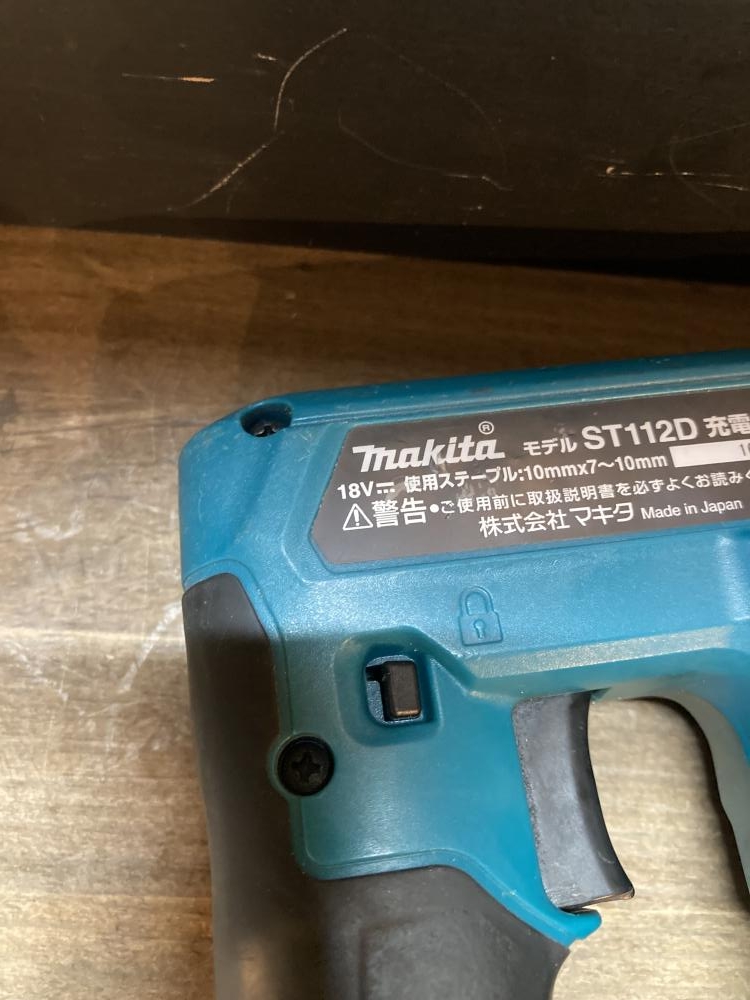 makita® モデル ST112D 充電
18V⎓ 使用ステープル:10mmx7〜10mm
⚠警告・ご使用前に取扱説明書を必ずよくお読み
株式会社マキタ Made in Japan